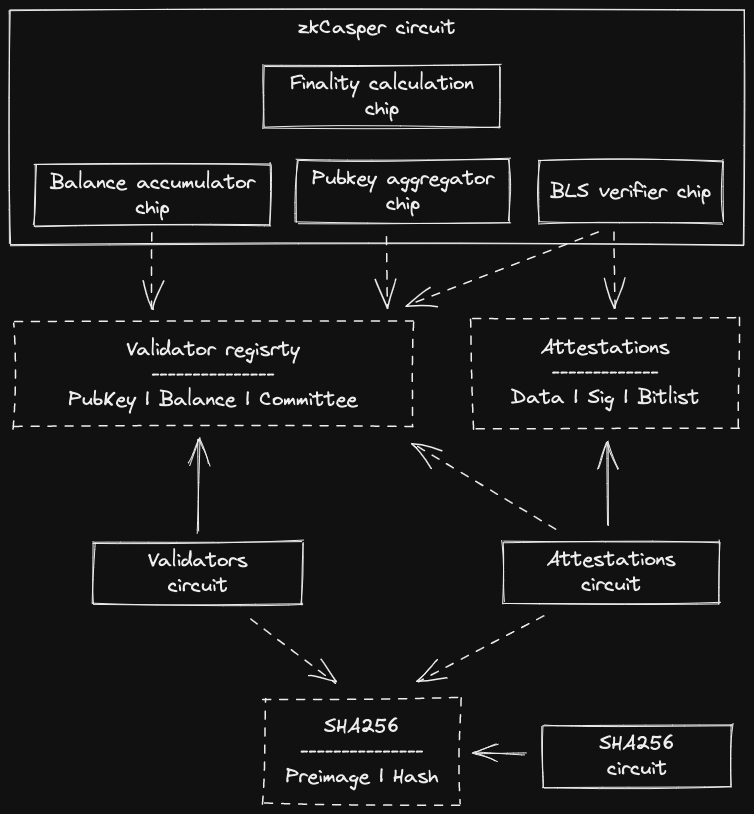 zkCasper circuit
Finality calculation
chip
Balance accumulator
chip
Pubkey aggregator
chip
BLS verifier chip
Validator regisrty
---------------
PubKey | Balance | Committee
Attestations
-------------
Data | Sig | Bitlist
Validators
circuit
Attestations
circuit
SHA256
---------------
Preimage | Hash
SHA256
circuit